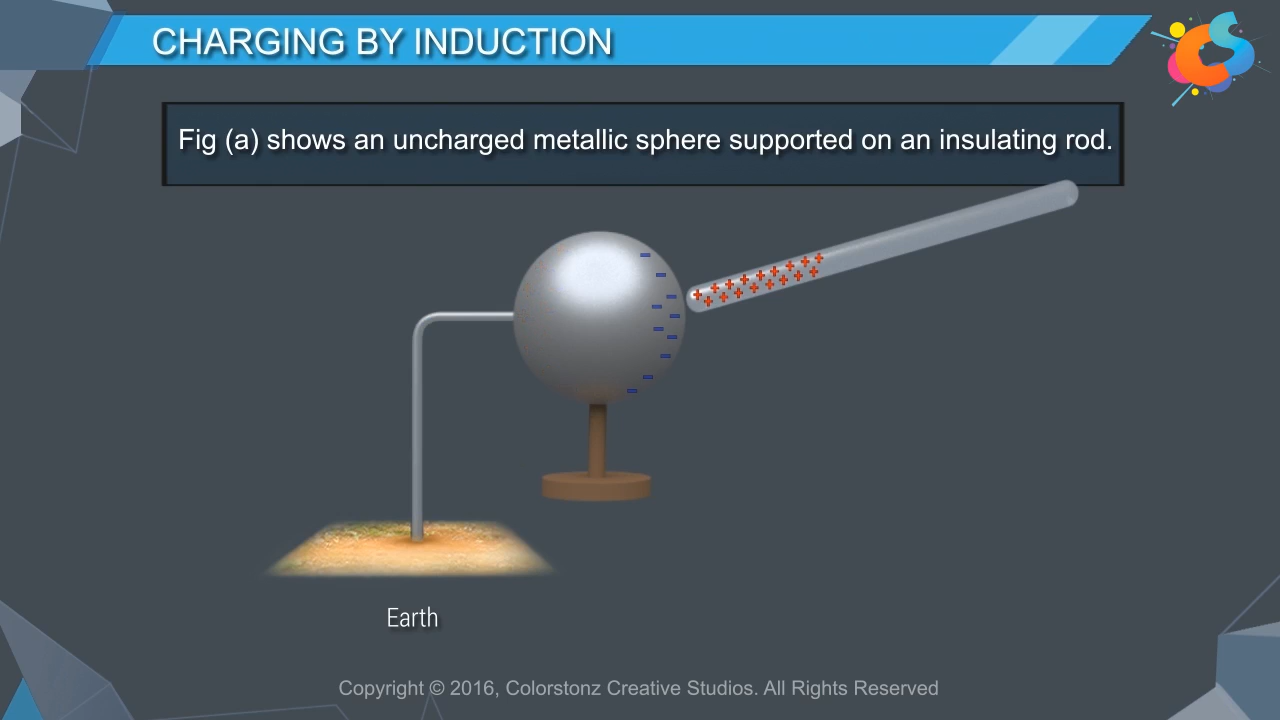 CHARGING BY INDUCTION
Fig (a) shows an uncharged metallic sphere supported on an insulating rod.
Earth
Copyright © 2016, Colorstonz Creative Studios. All Rights Reserved